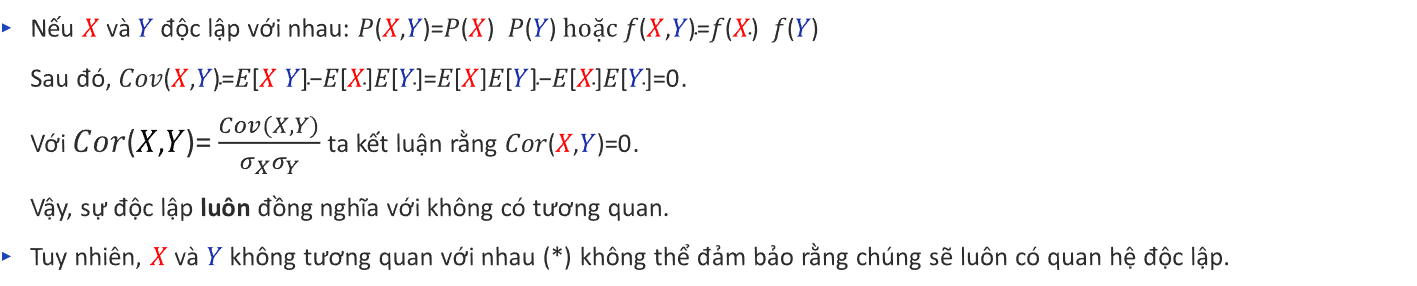 ▸ Nếu X và Y độc lập với nhau: P(X,Y)=P(X) P(Y) hoặc f(X,Y)=f(X) f(Y)
Sau đó, Cov(X,Y)=E[X Y]−E[X]E[Y]=E[X]E[Y]−E[X]E[Y]=0.
Với Cor(X,Y)= Cov(X,Y)/σXσY ta kết luận rằng Cor(X,Y)=0.
Vậy, sự độc lập luôn đồng nghĩa với không có tương quan.
▸ Tuy nhiên, X và Y không tương quan với nhau (*) không thể đảm bảo rằng chúng sẽ luôn có quan hệ độc lập.